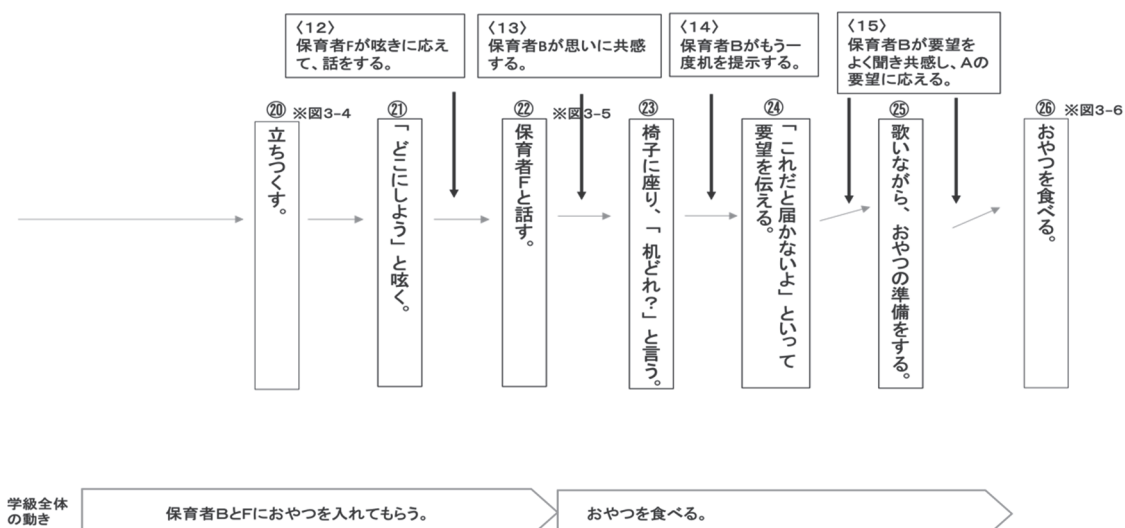 〈12〉
保育者Fが呟きに応え
て、話をする。
〈13〉
保育者Bが思いに共感
する。
〈14〉
保育者Bがもう一
度机を提示する。
〈15〉
保育者Bが要望を
よく聞き共感し、Aの
要望に応える。
⑳ ※図3-4
立ちつくす。
㉑
「どこにしよう」と呟く。
㉒ ※図3-5
保育者Fと話す。
㉓
椅子に座り、「机どれ?」と言う。
㉔
「これだと届かないよ」といって
要望を伝える。
㉕
歌いながら、おやつの準備をする。
㉖ ※図3-6
おやつを食べる。
学級全体
の動き
保育者BとFにおやつを入れてもらう。
おやつを食べる。